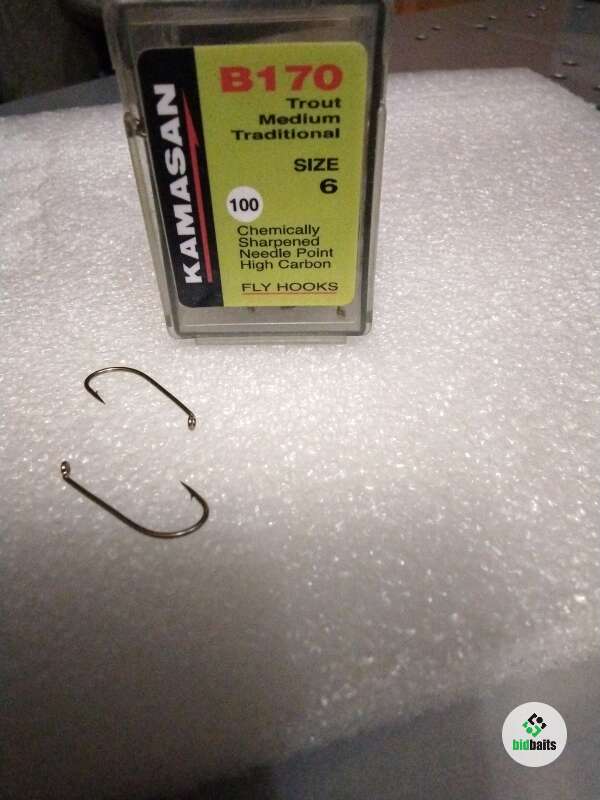 KAMASAN
B170
Trout
Medium
Traditional
SIZE
6
100
Chemically
Sharpened
Needle Point
High Carbon
FLY HOOKS
bidbaits